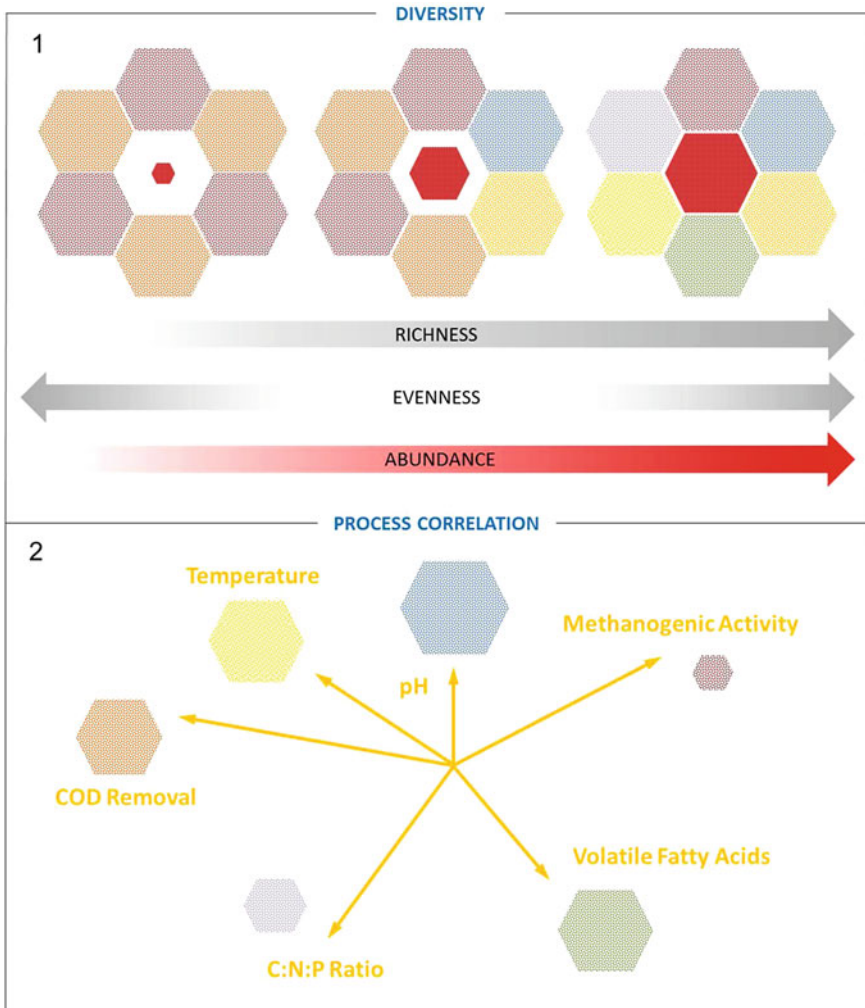 DIVERSITY
1
RICHNESS
EVENNESS
ABUNDANCE
PROCESS CORRELATION
2
Temperature
Methanogenic Activity
pH
COD Removal
Volatile Fatty Acids
C:N:P Ratio